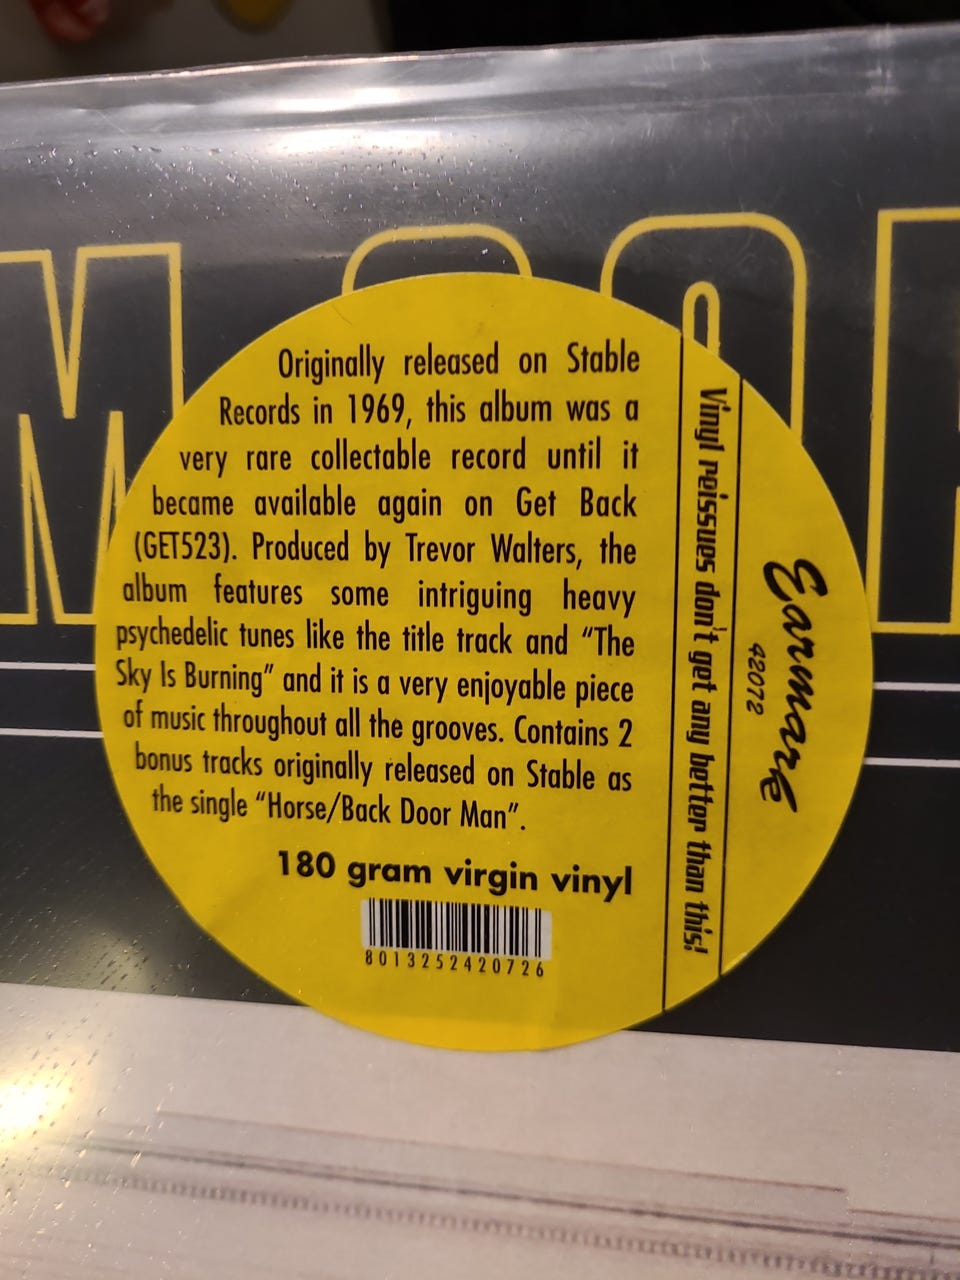 Originally released on Stable
Records in 1969, this album was a
very rare collectable record until it
became available again on Get Back
(GET523). Produced by Trevor Walters, the
album features some intriguing heavy
psychedelic tunes like the title track and “The
Sky Is Burning” and it is a very enjoyable piece
of music throughout all the grooves. Contains 2
bonus tracks originally released on Stable as
the single “Horse/Back Door Man”.
180 gram virgin vinyl
8013252420726
Vinyl reissues don't get any better than this!
Earmark
42072